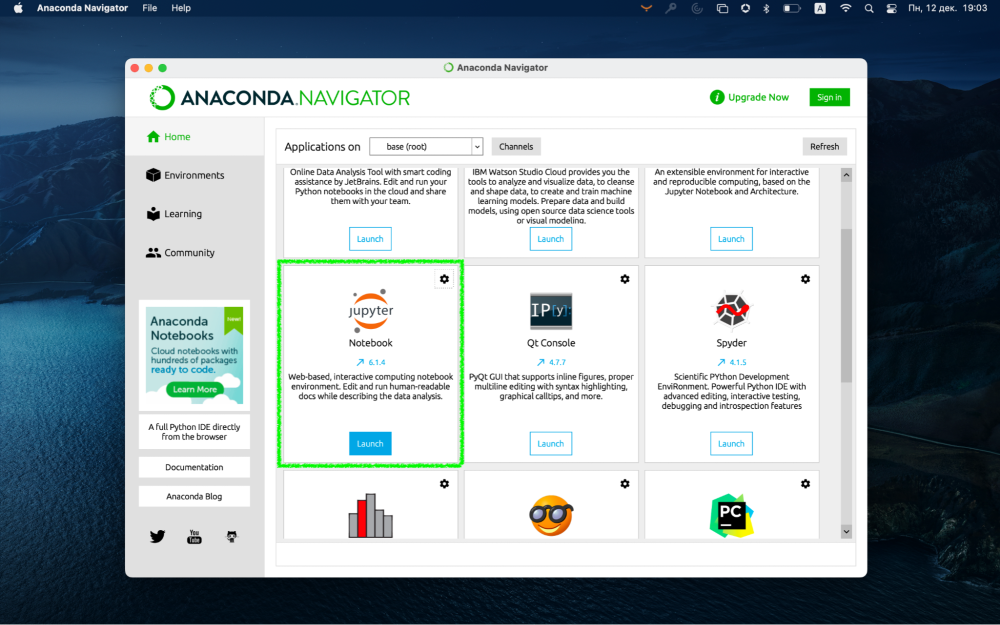 Anaconda Navigator File Help
A
Пн, 12 дек. 19:03
Anaconda Navigator
ANACONDA.NAVIGATOR
i Upgrade Now
Sign in
Home
Environments
Learning
Community
Applications on
base (root)
Channels
Refresh
Online Data Analysis Tool with smart coding
assistance by JetBrains. Edit and run your
Python notebooks in the cloud and share
them with your team.
Launch
IBM Watson Studio Cloud provides you the
tools to analyze and visualize data, to cleanse
and shape data, to create and train machine
learning models. Prepare data and build
models, using open source data science tools
or visual modeling.
Launch
An extensible environment for interactive
and reproducible computing, based on the
Jupyter Notebook and Architecture.
Launch
jupyter
Notebook
6.1.4
Web-based, interactive computing notebook
environment. Edit and run human-readable
docs while describing the data analysis.
Launch
IP[y]:
Qt Console
4.7.7
PyQt GUI that supports inline figures, proper
multiline editing with syntax highlighting,
graphical calltips, and more.
Launch
Spyder
4.1.5
Scientific PYthon Development
EnviRonment. Powerful Python IDE with
advanced editing, interactive testing,
debugging and introspection features
Launch
PC
Anaconda
Notebooks
New!
Cloud notebooks with
hundreds of packages
ready to code.
Learn More
A full Python IDE directly
from the browser
Documentation
Anaconda Blog
You
Tube